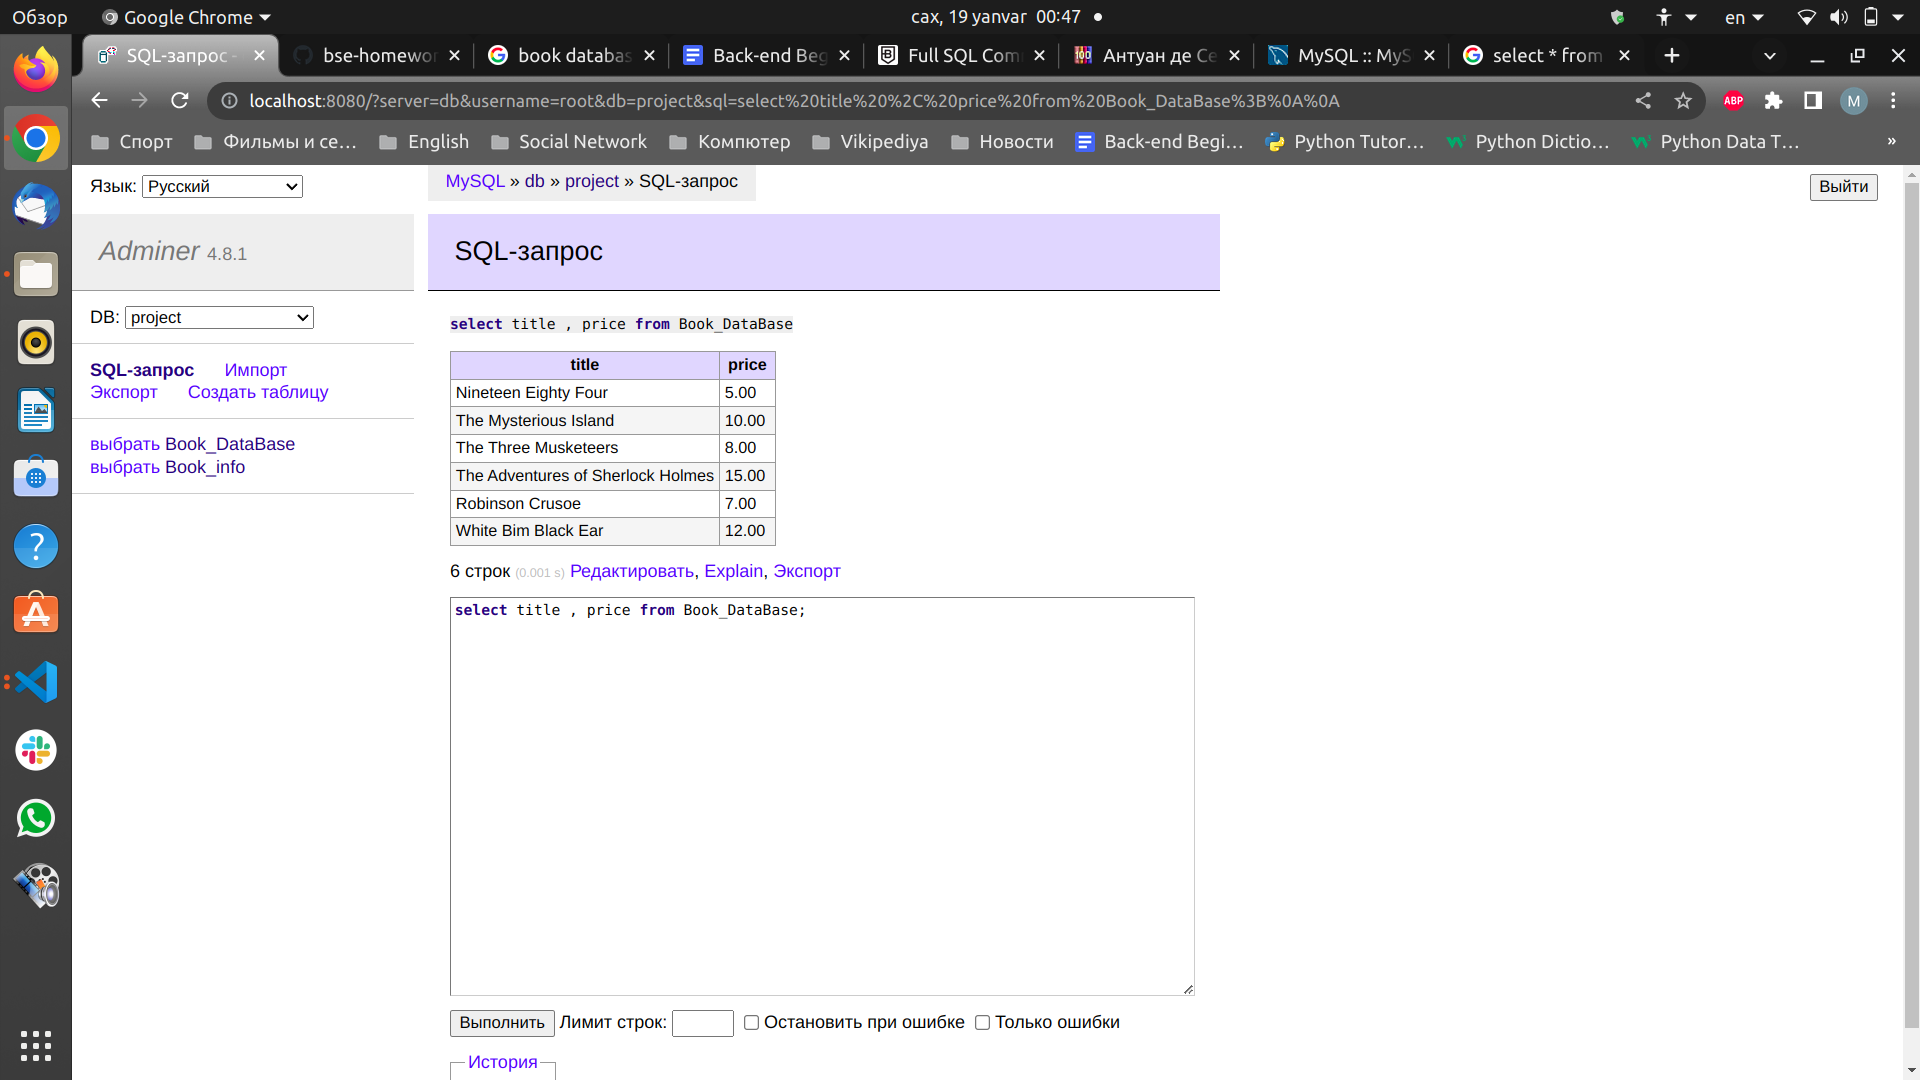 Обзор
Google Chrome
сах, 19 yanvar 00:47
en
SQL-запрос -
bse-homewor
book databas
Back-end Beg
Full SQL Com
Антуан де Се
MySQL :: MyS
select * from
localhost:8080/?server=db&username=root&db=project&sql=select%20title%20%2C%20price%20from%20Book_DataBase%3B%0A%0A
ABP
M
Спорт
Фильмы и се...
English
Social Network
Компютер
Vikipediya
Новости
Back-end Begi...
Python Tutor...
Python Dictio...
Python Data T...
»
Язык: Русский
MySQL » db » project » SQL-запрос
Выйти
Adminer 4.8.1
SQL-запрос
DB: project
SQL-запрос Импорт
Экспорт Создать таблицу
выбрать Book_DataBase
выбрать Book_info
select title , price from Book_DataBase
title price
Nineteen Eighty Four 5.00
The Mysterious Island 10.00
The Three Musketeers 8.00
The Adventures of Sherlock Holmes 15.00
Robinson Crusoe 7.00
White Bim Black Ear 12.00
6 строк (0.001 s) Редактировать, Explain, Экспорт
select title , price from Book_DataBase;
Выполнить Лимит строк: Остановить при ошибке Только ошибки
История